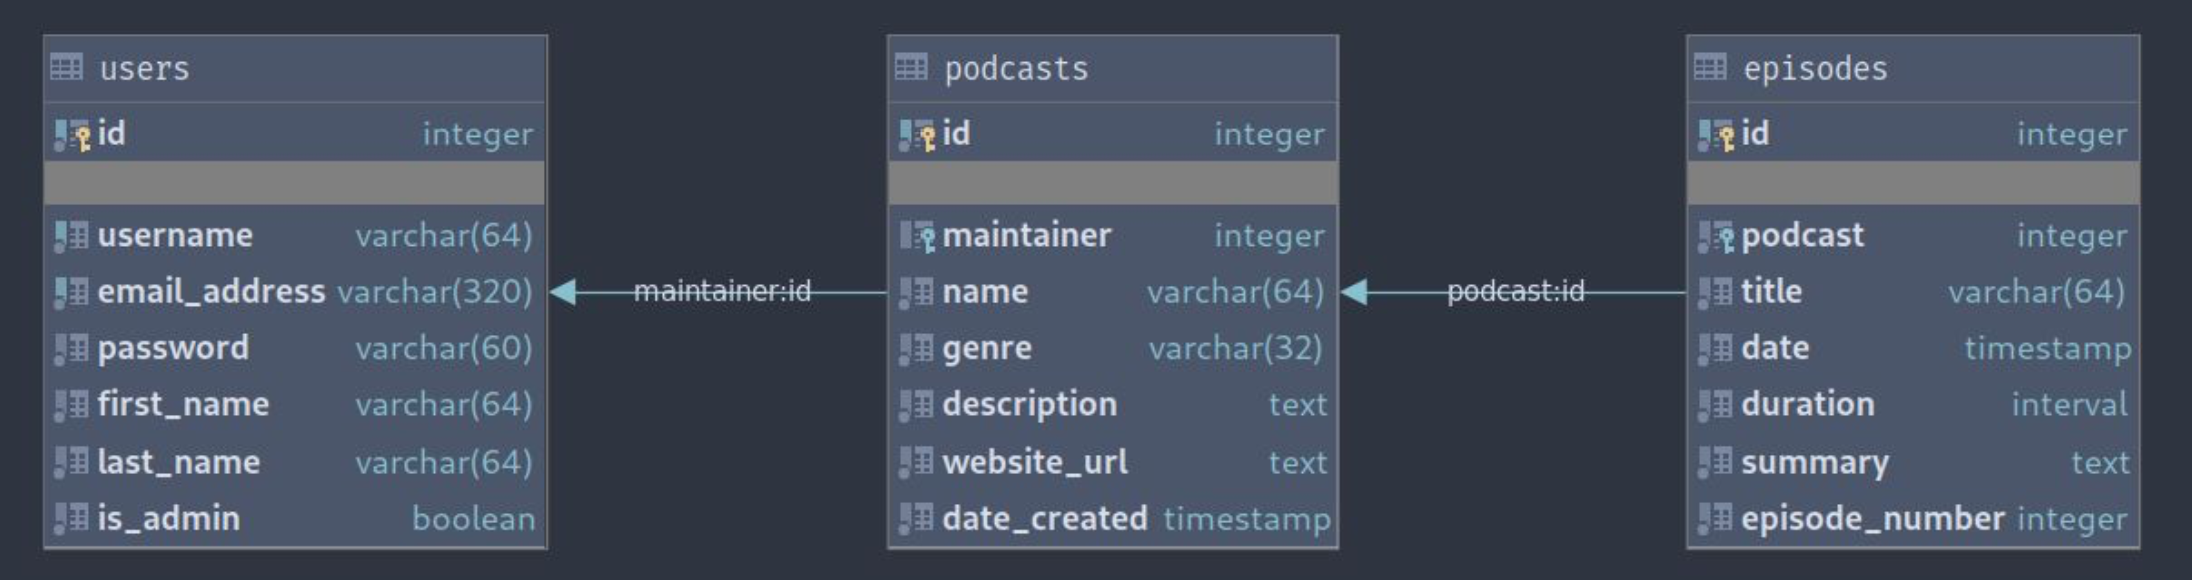 users
id integer
username varchar(64)
email_address varchar(320)
password varchar(60)
first_name varchar(64)
last_name varchar(64)
is_admin boolean
maintainer:id
podcasts
id integer
maintainer integer
name varchar(64)
genre varchar(32)
description text
website_url text
date_created timestamp
podcast:id
episodes
id integer
podcast integer
title varchar(64)
date timestamp
duration interval
summary text
episode_number integer